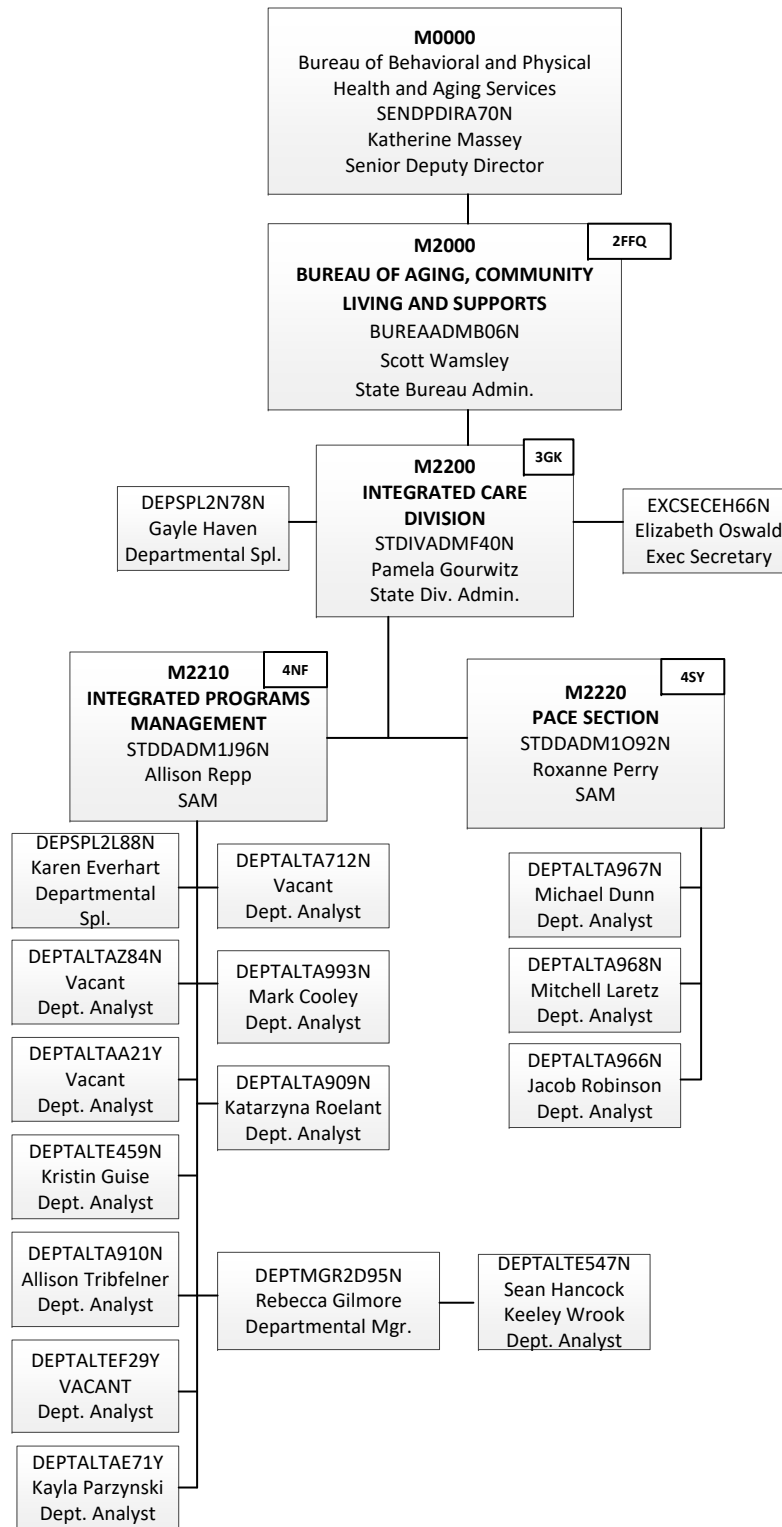 M0000
Bureau of Behavioral and Physical
Health and Aging Services
SENDPDIRA70N
Katherine Massey
Senior Deputy Director
2FFQ
M2000
BUREAU OF AGING, COMMUNITY
LIVING AND SUPPORTS
BUREAADMB06N
Scott Wamsley
State Bureau Admin.
3GK
M2200
INTEGRATED CARE
DIVISION
STDIVADMF40N
Pamela Gourwitz
State Div. Admin.
DEPSPL2N78N
Gayle Haven
Departmental Spl.
EXCSECEH66N
Elizabeth Oswald
Exec Secretary
4NF
M2210
INTEGRATED PROGRAMS
MANAGEMENT
STDDADM1J96N
Allison Repp
SAM
4SY
M2220
PACE SECTION
STDDADM1O92N
Roxanne Perry
SAM
DEPSPL2L88N
Karen Everhart
Departmental
Spl.
DEPTALTA712N
Vacant
Dept. Analyst
DEPTALTAZ84N
Vacant
Dept. Analyst
DEPTALTA993N
Mark Cooley
Dept. Analyst
DEPTALTAA21Y
Vacant
Dept. Analyst
DEPTALTA909N
Katarzyna Roelant
Dept. Analyst
DEPTALTE459N
Kristin Guise
Dept. Analyst
DEPTALTA910N
Allison Tribfelner
Dept. Analyst
DEPTMGR2D95N
Rebecca Gilmore
Departmental Mgr.
DEPTALTE547N
Sean Hancock
Keeley Wrook
Dept. Analyst
DEPTALTEF29Y
VACANT
Dept. Analyst
DEPTALTAE71Y
Kayla Parzynski
Dept. Analyst
DEPTALTA967N
Michael Dunn
Dept. Analyst
DEPTALTA968N
Mitchell Laretz
Dept. Analyst
DEPTALTA966N
Jacob Robinson
Dept. Analyst